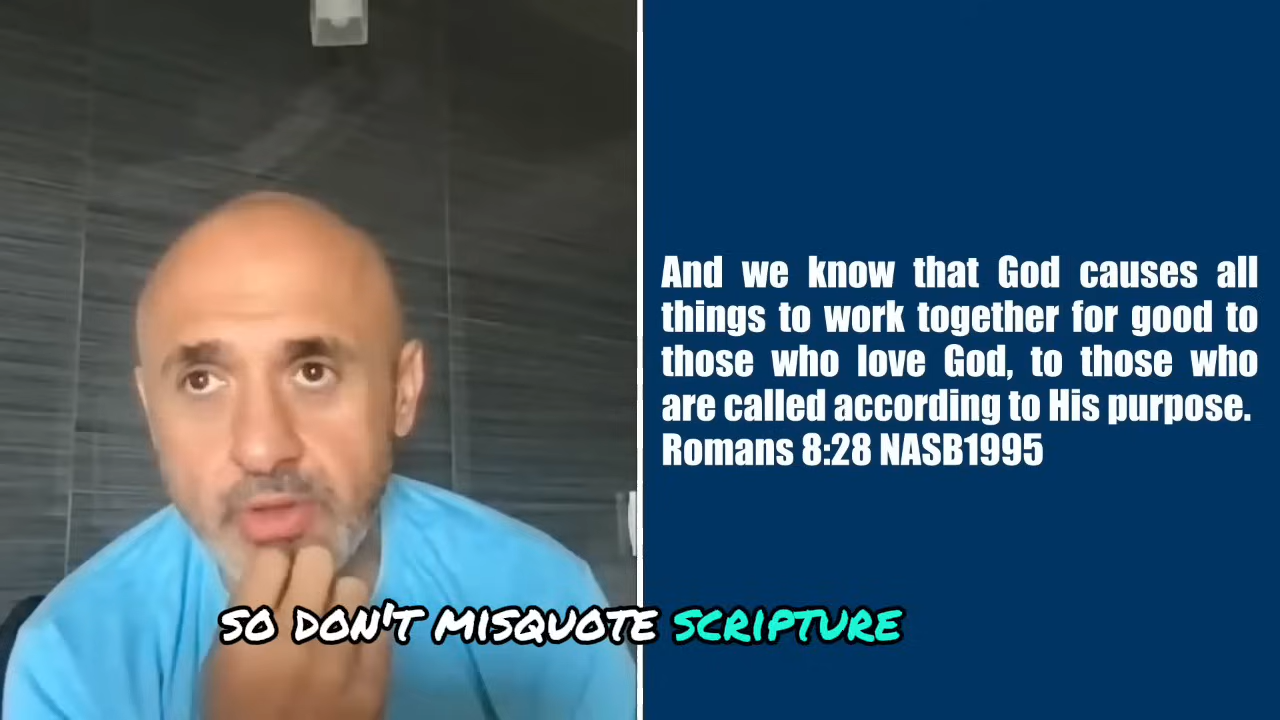 And we know that God causes all
things to work together for good to
those who love God, to those who
are called according to His purpose.
Romans 8:28 NASB1995
SO DON'T MISQUOTE SCRIPTURE